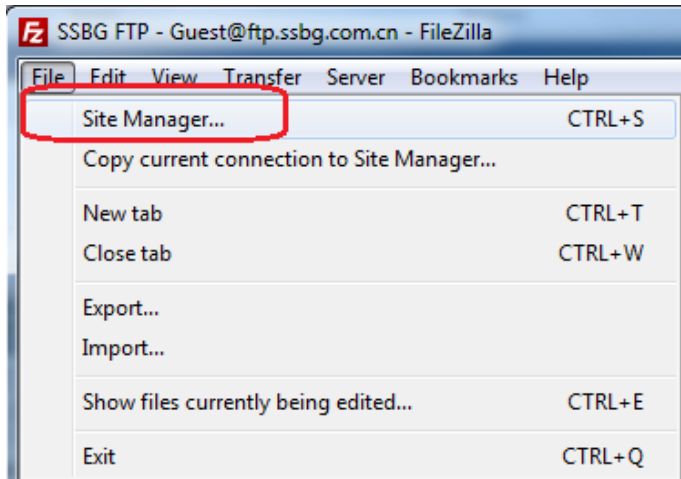 SSBG FTP - Guest@ftp.ssbg.com.cn - FileZilla
File Edit View Transfer Server Bookmarks Help
Site Manager... CTRL+S
Copy current connection to Site Manager...
New tab CTRL+T
Close tab CTRL+W
Export...
Import...
Show files currently being edited... CTRL+E
Exit CTRL+Q